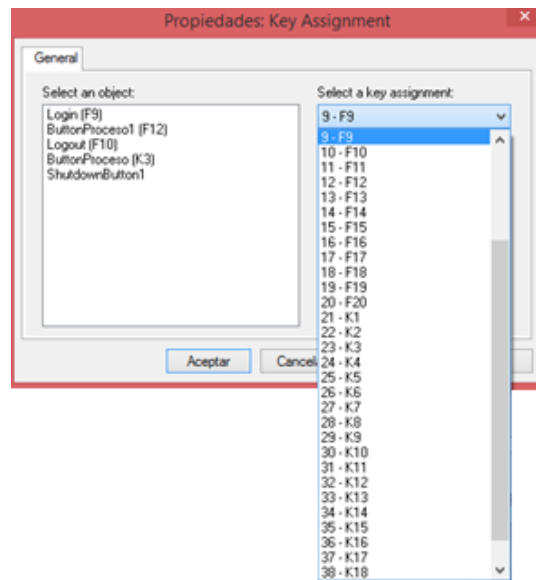 Propiedades: Key Assignment
General
Select an object:
Login (F9)
ButtonProceso1 (F12)
Logout (F10)
ButtonProceso (K3)
ShutdownButton1
Select a key assignment:
9 - F9
9 - F9
10 - F10
11 - F11
12 - F12
13 - F13
14 - F14
15 - F15
16 - F16
17 - F17
18 - F18
19 - F19
20 - F20
21 - K1
22 - K2
23 - K3
24 - K4
25 - K5
26 - K6
27 - K7
28 - K8
29 - K9
30 - K10
31 - K11
32 - K12
33 - K13
34 - K14
35 - K15
36 - K16
37 - K17
38 - K18
Aceptar
Cancel